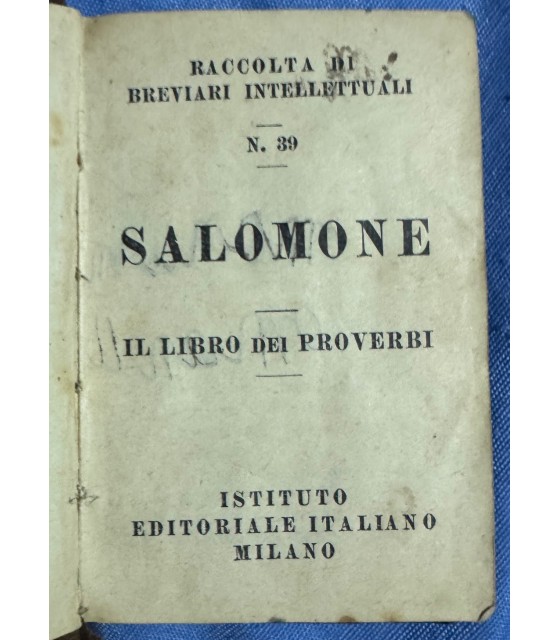 RACCOLTA DI
BREVIARI INTELLETTUALI
N. 39
SALOMONE
IL LIBRO DEI PROVERBI
ISTITUTO
EDITORIALE ITALIANO
MILANO